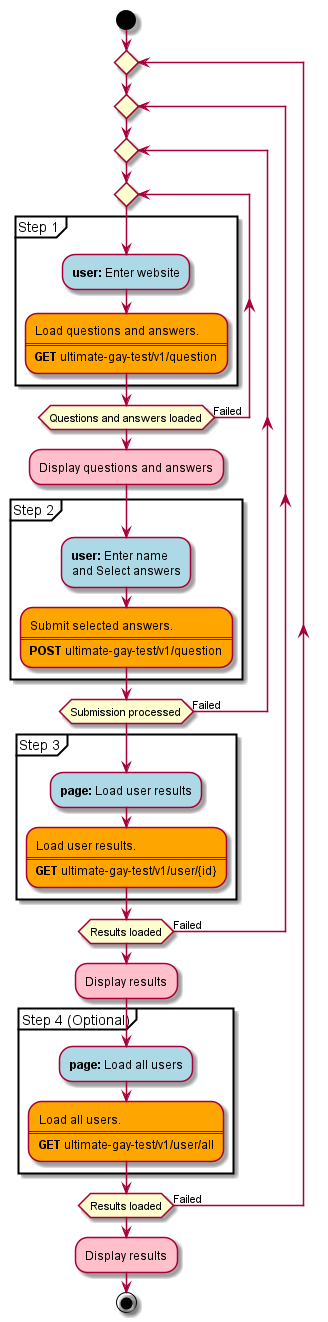 Step 1
user: Enter website
Load questions and answers.
GET ultimate-gay-test/v1/question
Questions and answers loaded
Failed
Display questions and answers
Step 2
user: Enter name
and Select answers
Submit selected answers.
POST ultimate-gay-test/v1/question
Submission processed
Failed
Step 3
page: Load user results
Load user results.
GET ultimate-gay-test/v1/user/{id}
Results loaded
Failed
Display results
Step 4 (Optional)
page: Load all users
Load all users.
GET ultimate-gay-test/v1/user/all
Results loaded
Failed
Display results